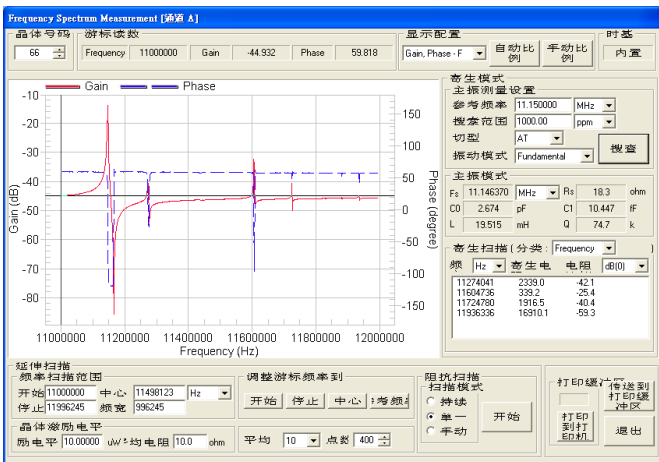 Frequency Spectrum Measurement [通道 A]
晶体号码
66
游标读数
Frequency 11000000 Gain -44.932 Phase 59.818
显示配置
Gain, Phase - F
自动比例
手动比例
时基
内置
Gain Phase
-10
-20
-30
-40
-50
-60
-70
-80
Gain (dB)
150
100
50
0
-50
-100
-150
Phase (degree)
11000000 11200000 11400000 11600000 11800000 12000000
Frequency (Hz)
寄生模式
主振测量设置
参考频率 11.150000 MHz
搜索范围 1000.00 ppm
切型 AT
振动模式 Fundamental
搜查
主振模式
Fs 11.146370 MHz Rs 18.3 ohm
C0 2.674 pF C1 10.447 fF
L 19.515 mH Q 74.7 k
寄生扫描(分类: Frequency )
频 Hz 寄生电 电阻 dB(0)
11274041 2339.0 -42.1
11604736 339.2 -25.4
11724780 1916.5 -40.4
11936336 16910.1 -59.3
延伸扫描
频率扫描范围
开始 11000000 中心 11498123 Hz
停止 11996245 频宽 996245
晶体激励电平
励电平 10.00000 uW 均电阻 10.0 ohm
调整游标频率到
开始 停止 中心 考频
平均 10 点数 400
阻抗扫描
扫描模式
持续
单一
手动
开始
打印缓冲区
打印到打印机
传送到打印缓冲区
退出